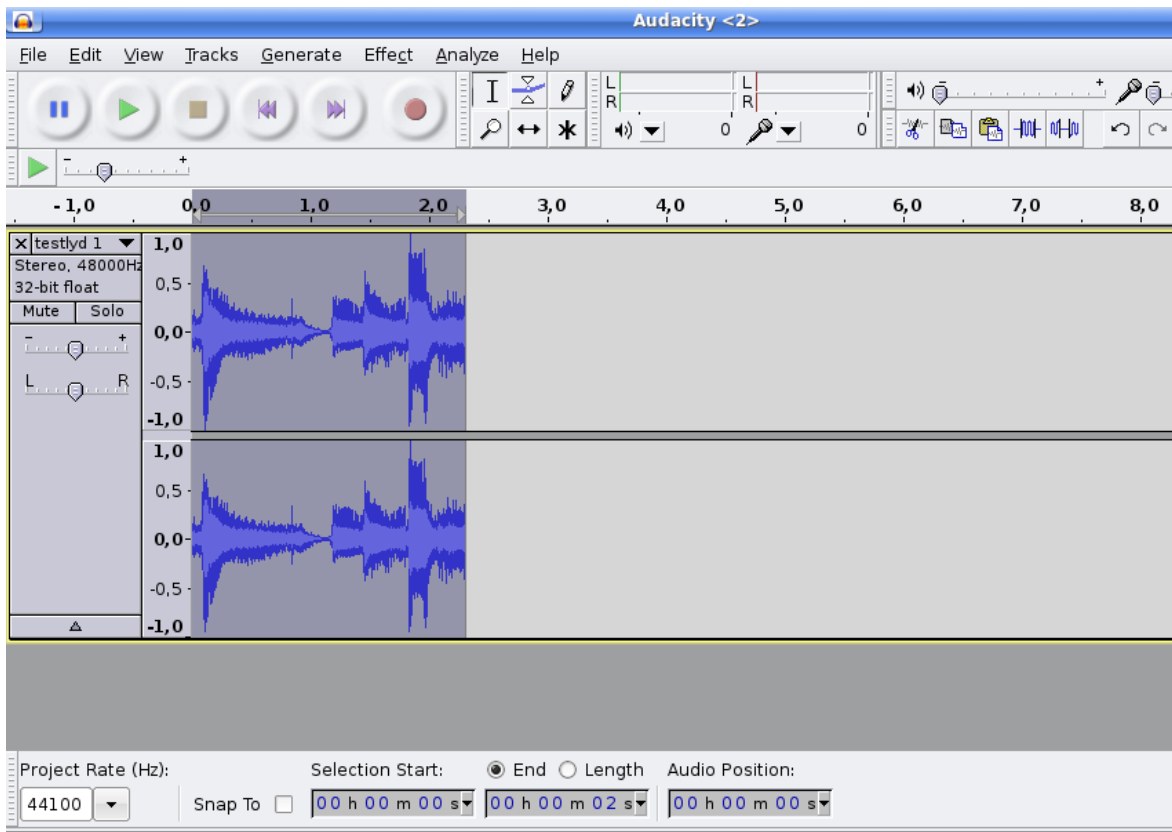 Audacity <2>
File Edit View Tracks Generate Effect Analyze Help
L
R
L
R
0 0
- +
- +
-1,0 0,0 1,0 2,0 3,0 4,0 5,0 6,0 7,0 8,0
x testlyd 1
Stereo, 48000Hz
32-bit float
Mute Solo
- +
L R
1,0
0,5
0,0
-0,5
-1,0
1,0
0,5
0,0
-0,5
-1,0
Project Rate (Hz): Selection Start: End Length Audio Position:
44100 Snap To 00 h 00 m 00 s 00 h 00 m 02 s 00 h 00 m 00 s